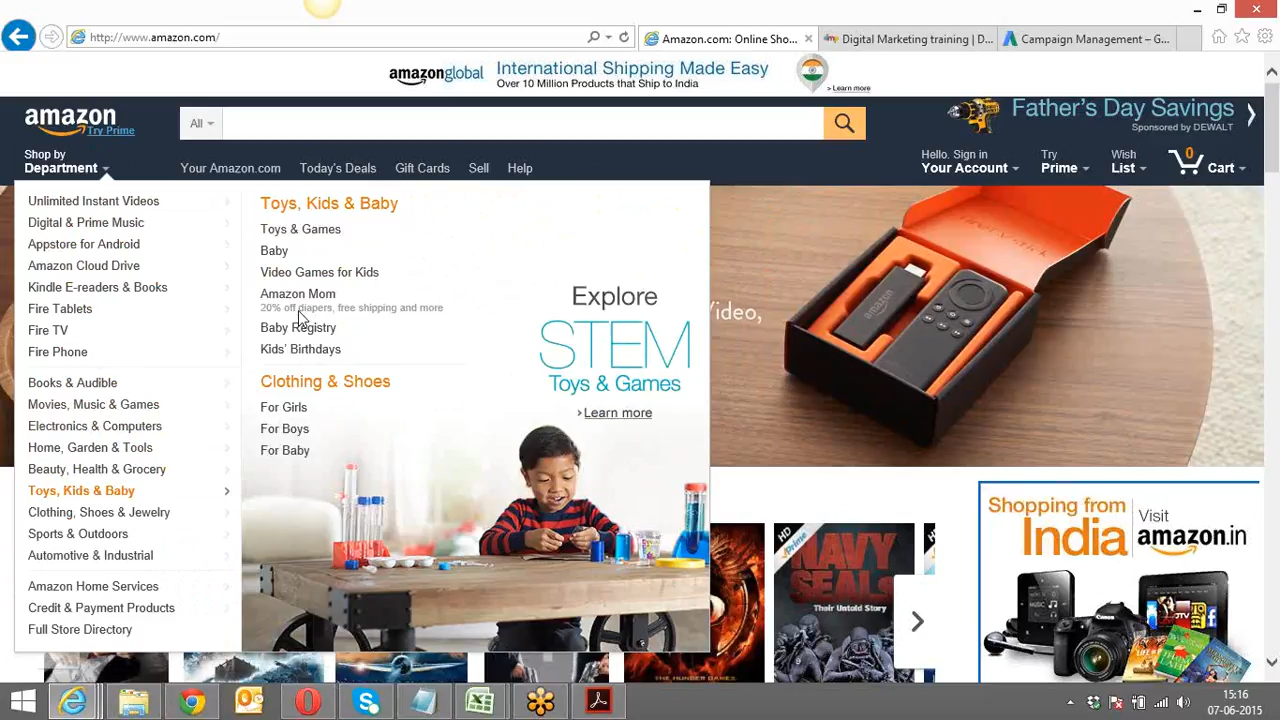 http://www.amazon.com/
Amazon.com: Online Sho...
Digital Marketing training | D...
Campaign Management – G...
amazonglobal
International Shipping Made Easy
Over 10 Million Products that Ship to India
> Learn more
amazon
Try Prime
All
Father's Day Savings
Sponsored by DEWALT
Shop by
Department
Your Amazon.com
Today's Deals
Gift Cards
Sell
Help
Hello. Sign in
Your Account
Try
Prime
Wish
List
0
Cart
Unlimited Instant Videos
Digital & Prime Music
Appstore for Android
Amazon Cloud Drive
Kindle E-readers & Books
Fire Tablets
Fire TV
Fire Phone
Books & Audible
Movies, Music & Games
Electronics & Computers
Home, Garden & Tools
Beauty, Health & Grocery
Toys, Kids & Baby
Clothing, Shoes & Jewelry
Sports & Outdoors
Automotive & Industrial
Amazon Home Services
Credit & Payment Products
Full Store Directory
Toys, Kids & Baby
Toys & Games
Baby
Video Games for Kids
Amazon Mom
20% off diapers, free shipping and more
Baby Registry
Kids' Birthdays
Clothing & Shoes
For Girls
For Boys
For Baby
Explore
STEM
Toys & Games
›Learn more
Video,
amazon
HD
Prime
NAVY
SEALS
Their Untold Story
THE HUNGER GAMES
Shopping from
India
Visit
amazon.in
15:16
07-06-2015